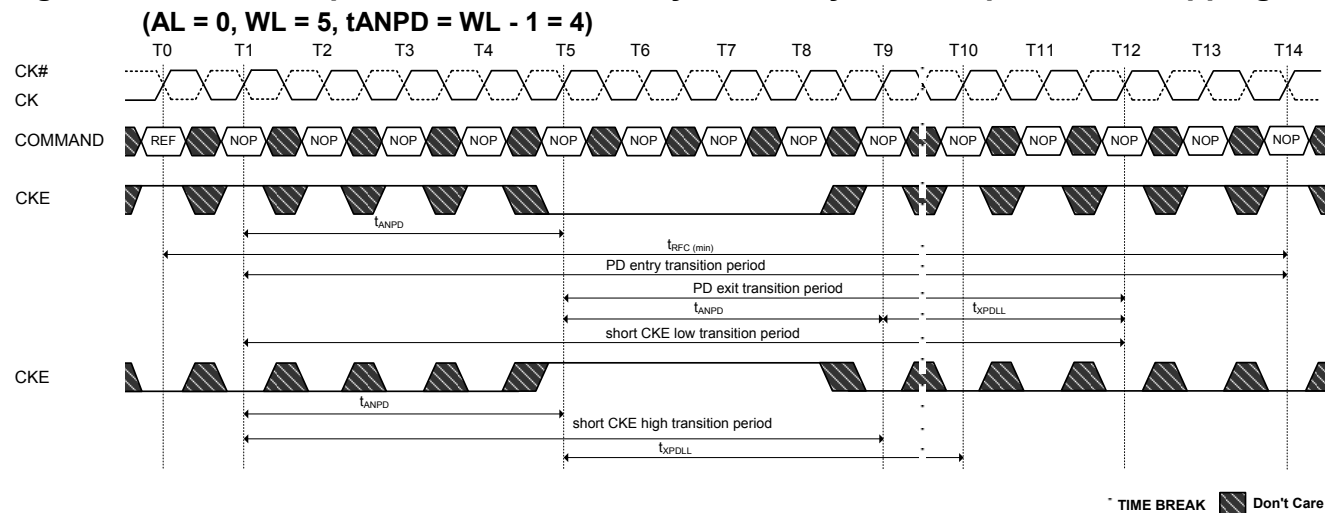 (AL = 0, WL = 5, tANPD = WL - 1 = 4)
T0 T1 T2 T3 T4 T5 T6 T7 T8 T9 T10 T11 T12 T13 T14
CK#
CK
COMMAND REF NOP NOP NOP NOP NOP NOP NOP NOP NOP NOP NOP NOP NOP NOP
CKE
tANPD
tRFC (min)
PD entry transition period
PD exit transition period
tANPD tXPDLL
short CKE low transition period
CKE
tANPD
short CKE high transition period
tXPDLL
TIME BREAK Don't Care